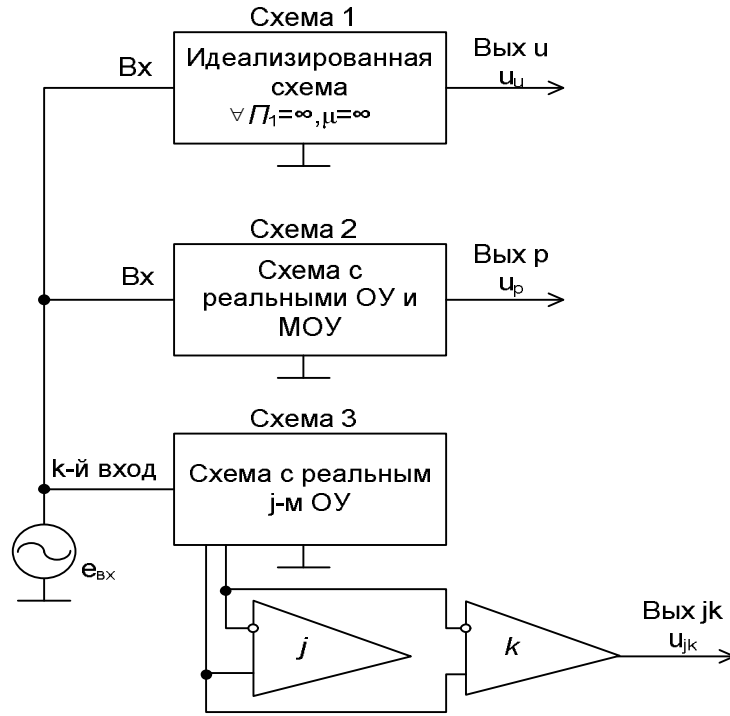 Схема 1
Вх
Идеализированная
схема
∀ П₁=∞,μ=∞
Вых u
uᵤ
Схема 2
Вх
Схема с
реальными ОУ и
МОУ
Вых р
uₚ
Схема 3
k-й вход
Схема с реальным
j-м ОУ
eвх
j
k
Вых jk
ujk